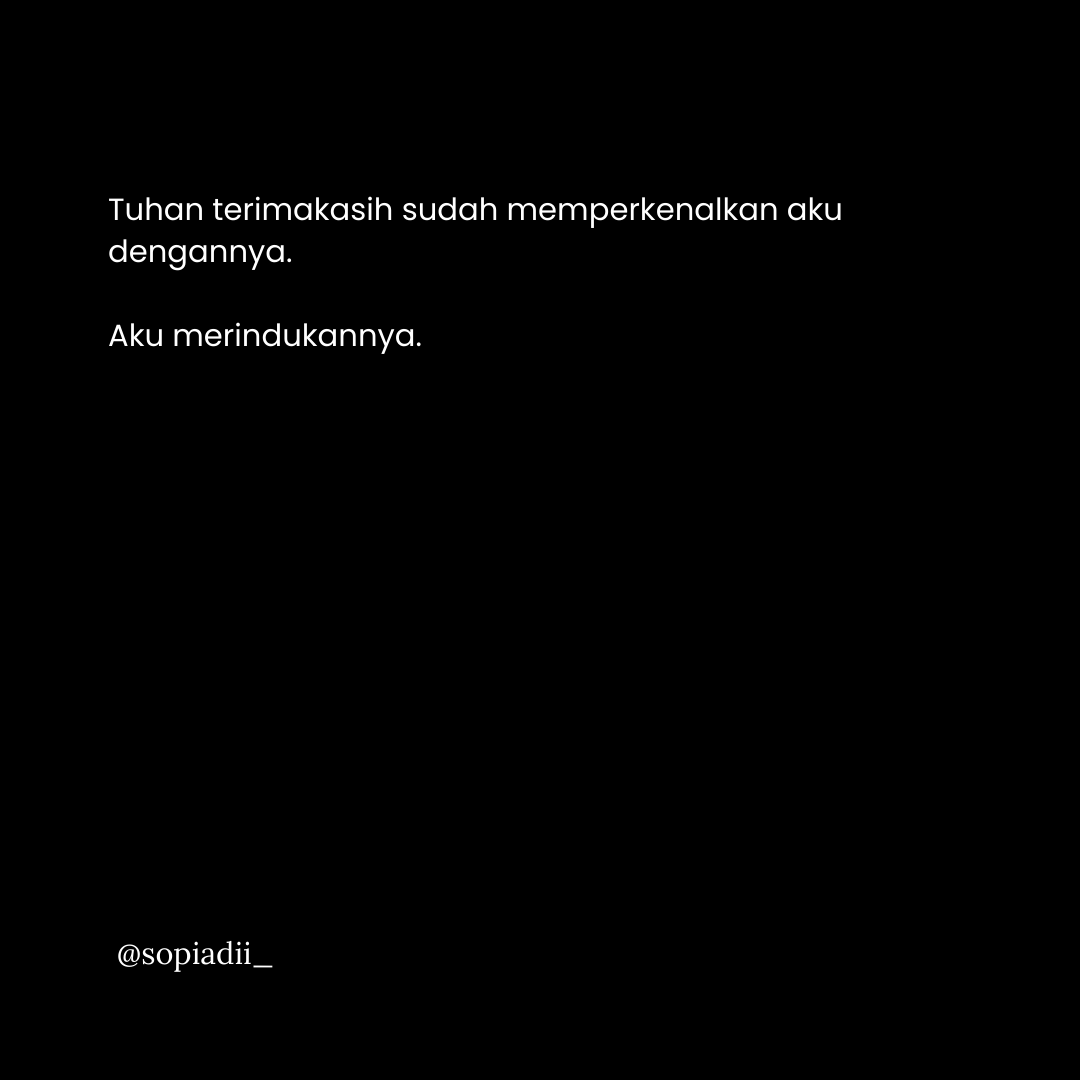 Tuhan terimakasih sudah memperkenalkan aku
dengannya.
Aku merindukannya.
@sopiadii_